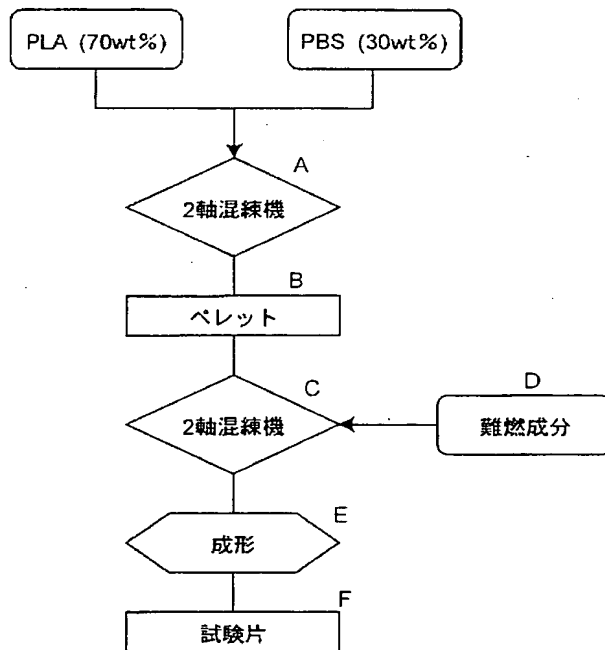 PLA (70wt%)
PBS (30wt%)
A
2軸混練機
B
ペレット
C
2軸混練機
D
難燃成分
E
成形
F
試験片